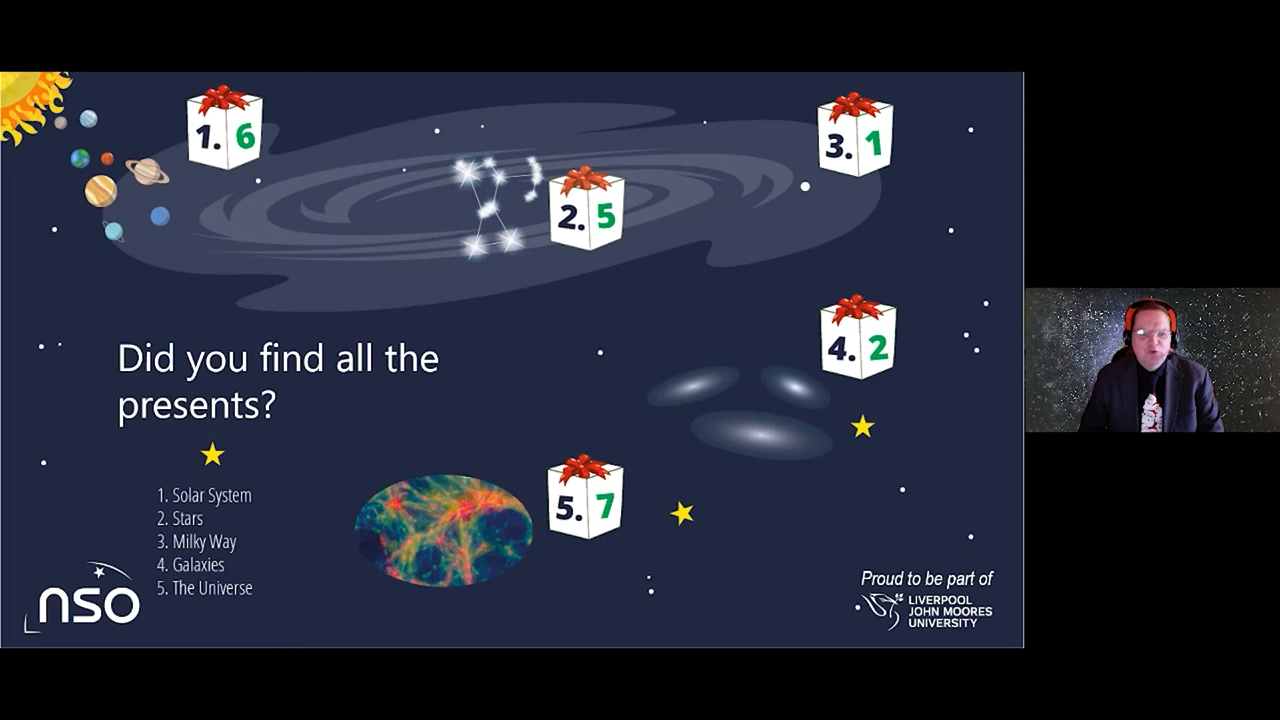 1. 6
3. 1
2. 5
4. 2
Did you find all the
presents?
5. 7
1. Solar System
2. Stars
3. Milky Way
4. Galaxies
5. The Universe
nso
Proud to be part of
LIVERPOOL
JOHN MOORES
UNIVERSITY